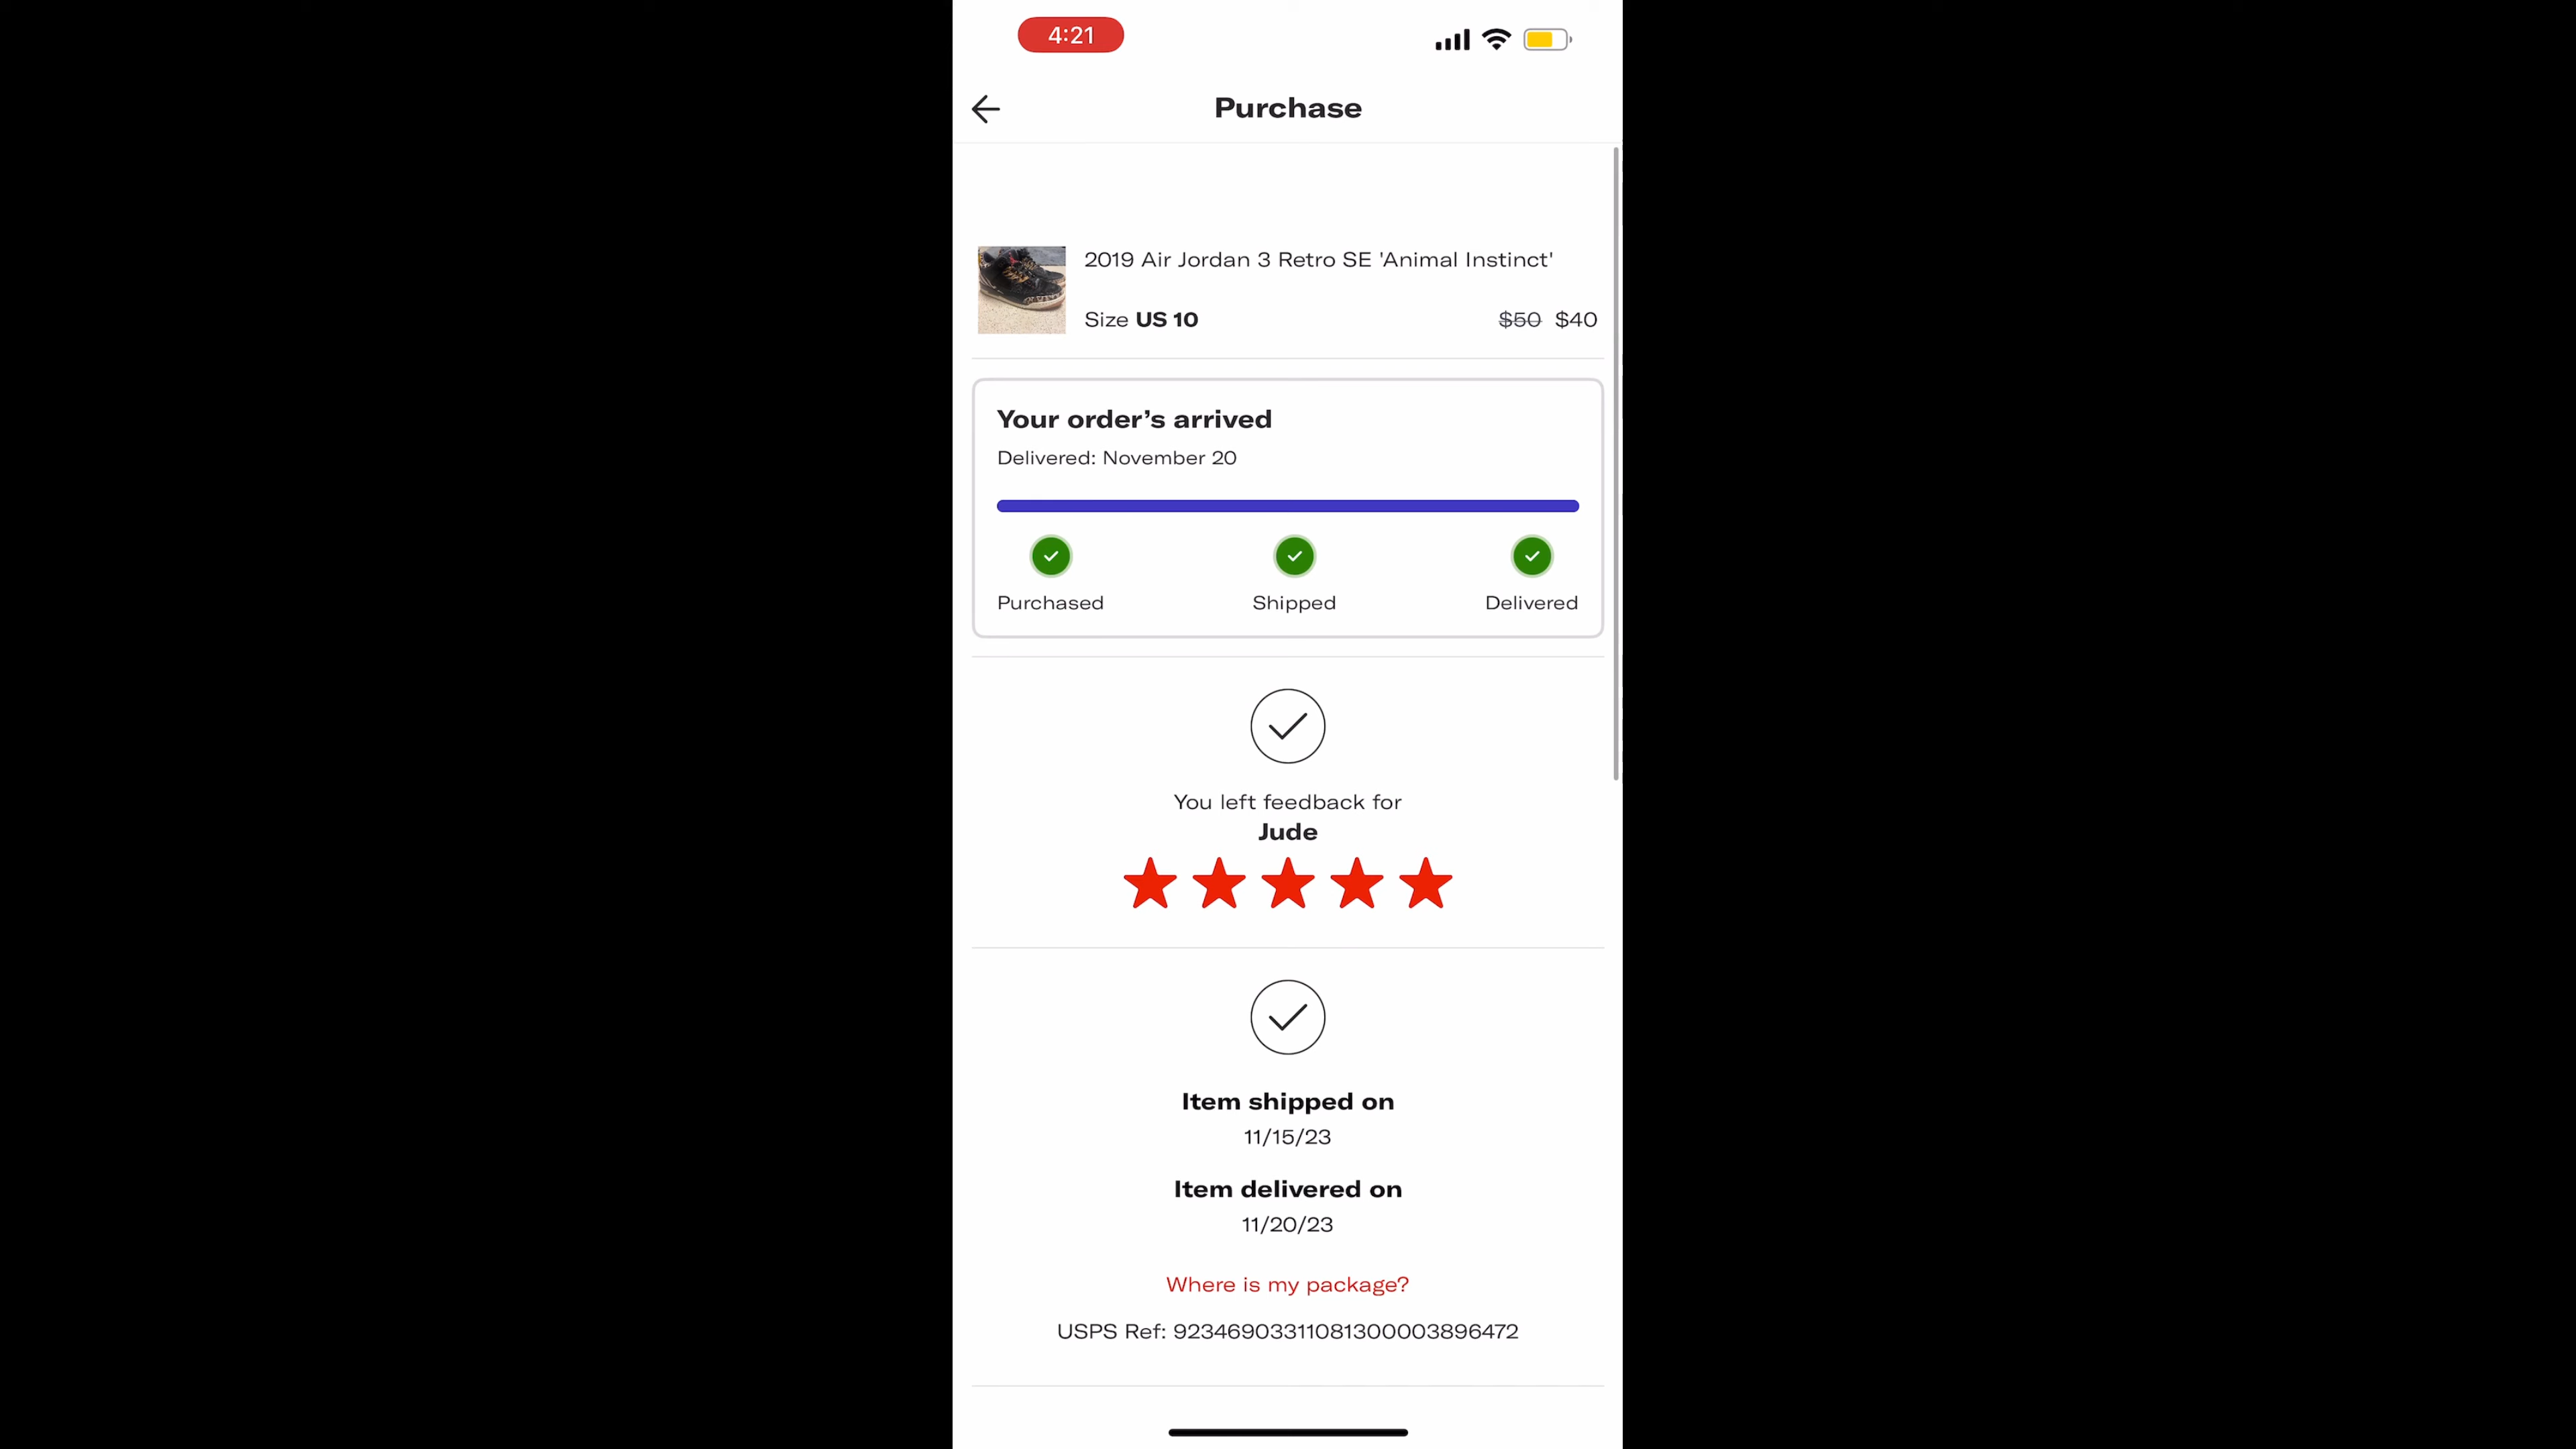 4:21
Purchase
2019 Air Jordan 3 Retro SE 'Animal Instinct'
Size US 10 $50 $40
Your order's arrived
Delivered: November 20
Purchased Shipped Delivered
You left feedback for
Jude
Item shipped on
11/15/23
Item delivered on
11/20/23
Where is my package?
USPS Ref: 92346903311081300003896472